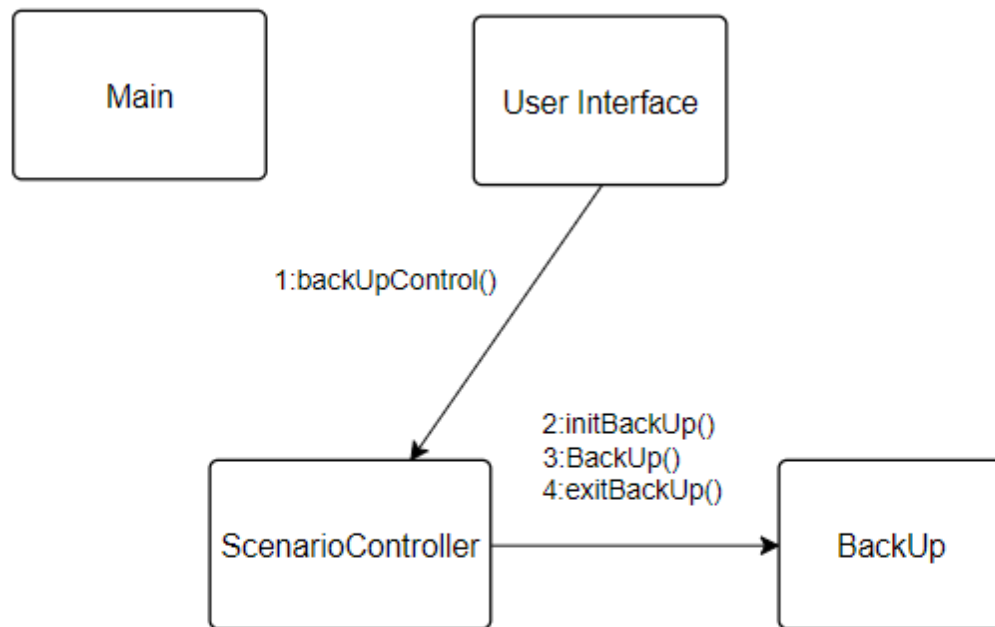 Main
User Interface
1:backUpControl()
2:initBackUp()
3:BackUp()
4:exitBackUp()
ScenarioController
BackUp